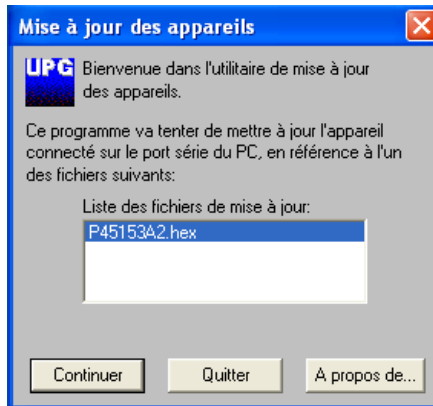 Mise à jour des appareils
UPG
Bienvenue dans l'utilitaire de mise à jour
des appareils.
Ce programme va tenter de mettre à jour l'appareil
connecté sur le port série du PC, en référence à l'un
des fichiers suivants:
Liste des fichiers de mise à jour:
P45153A2.hex
Continuer
Quitter
A propos de...